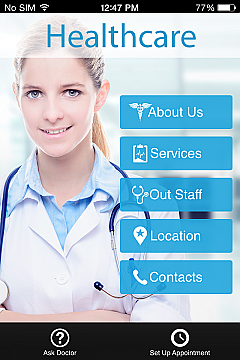 No SIM 12:47 PM 77%
Healthcare
About Us
Services
Out Staff
Location
Contacts
Ask Doctor Set Up Appointment